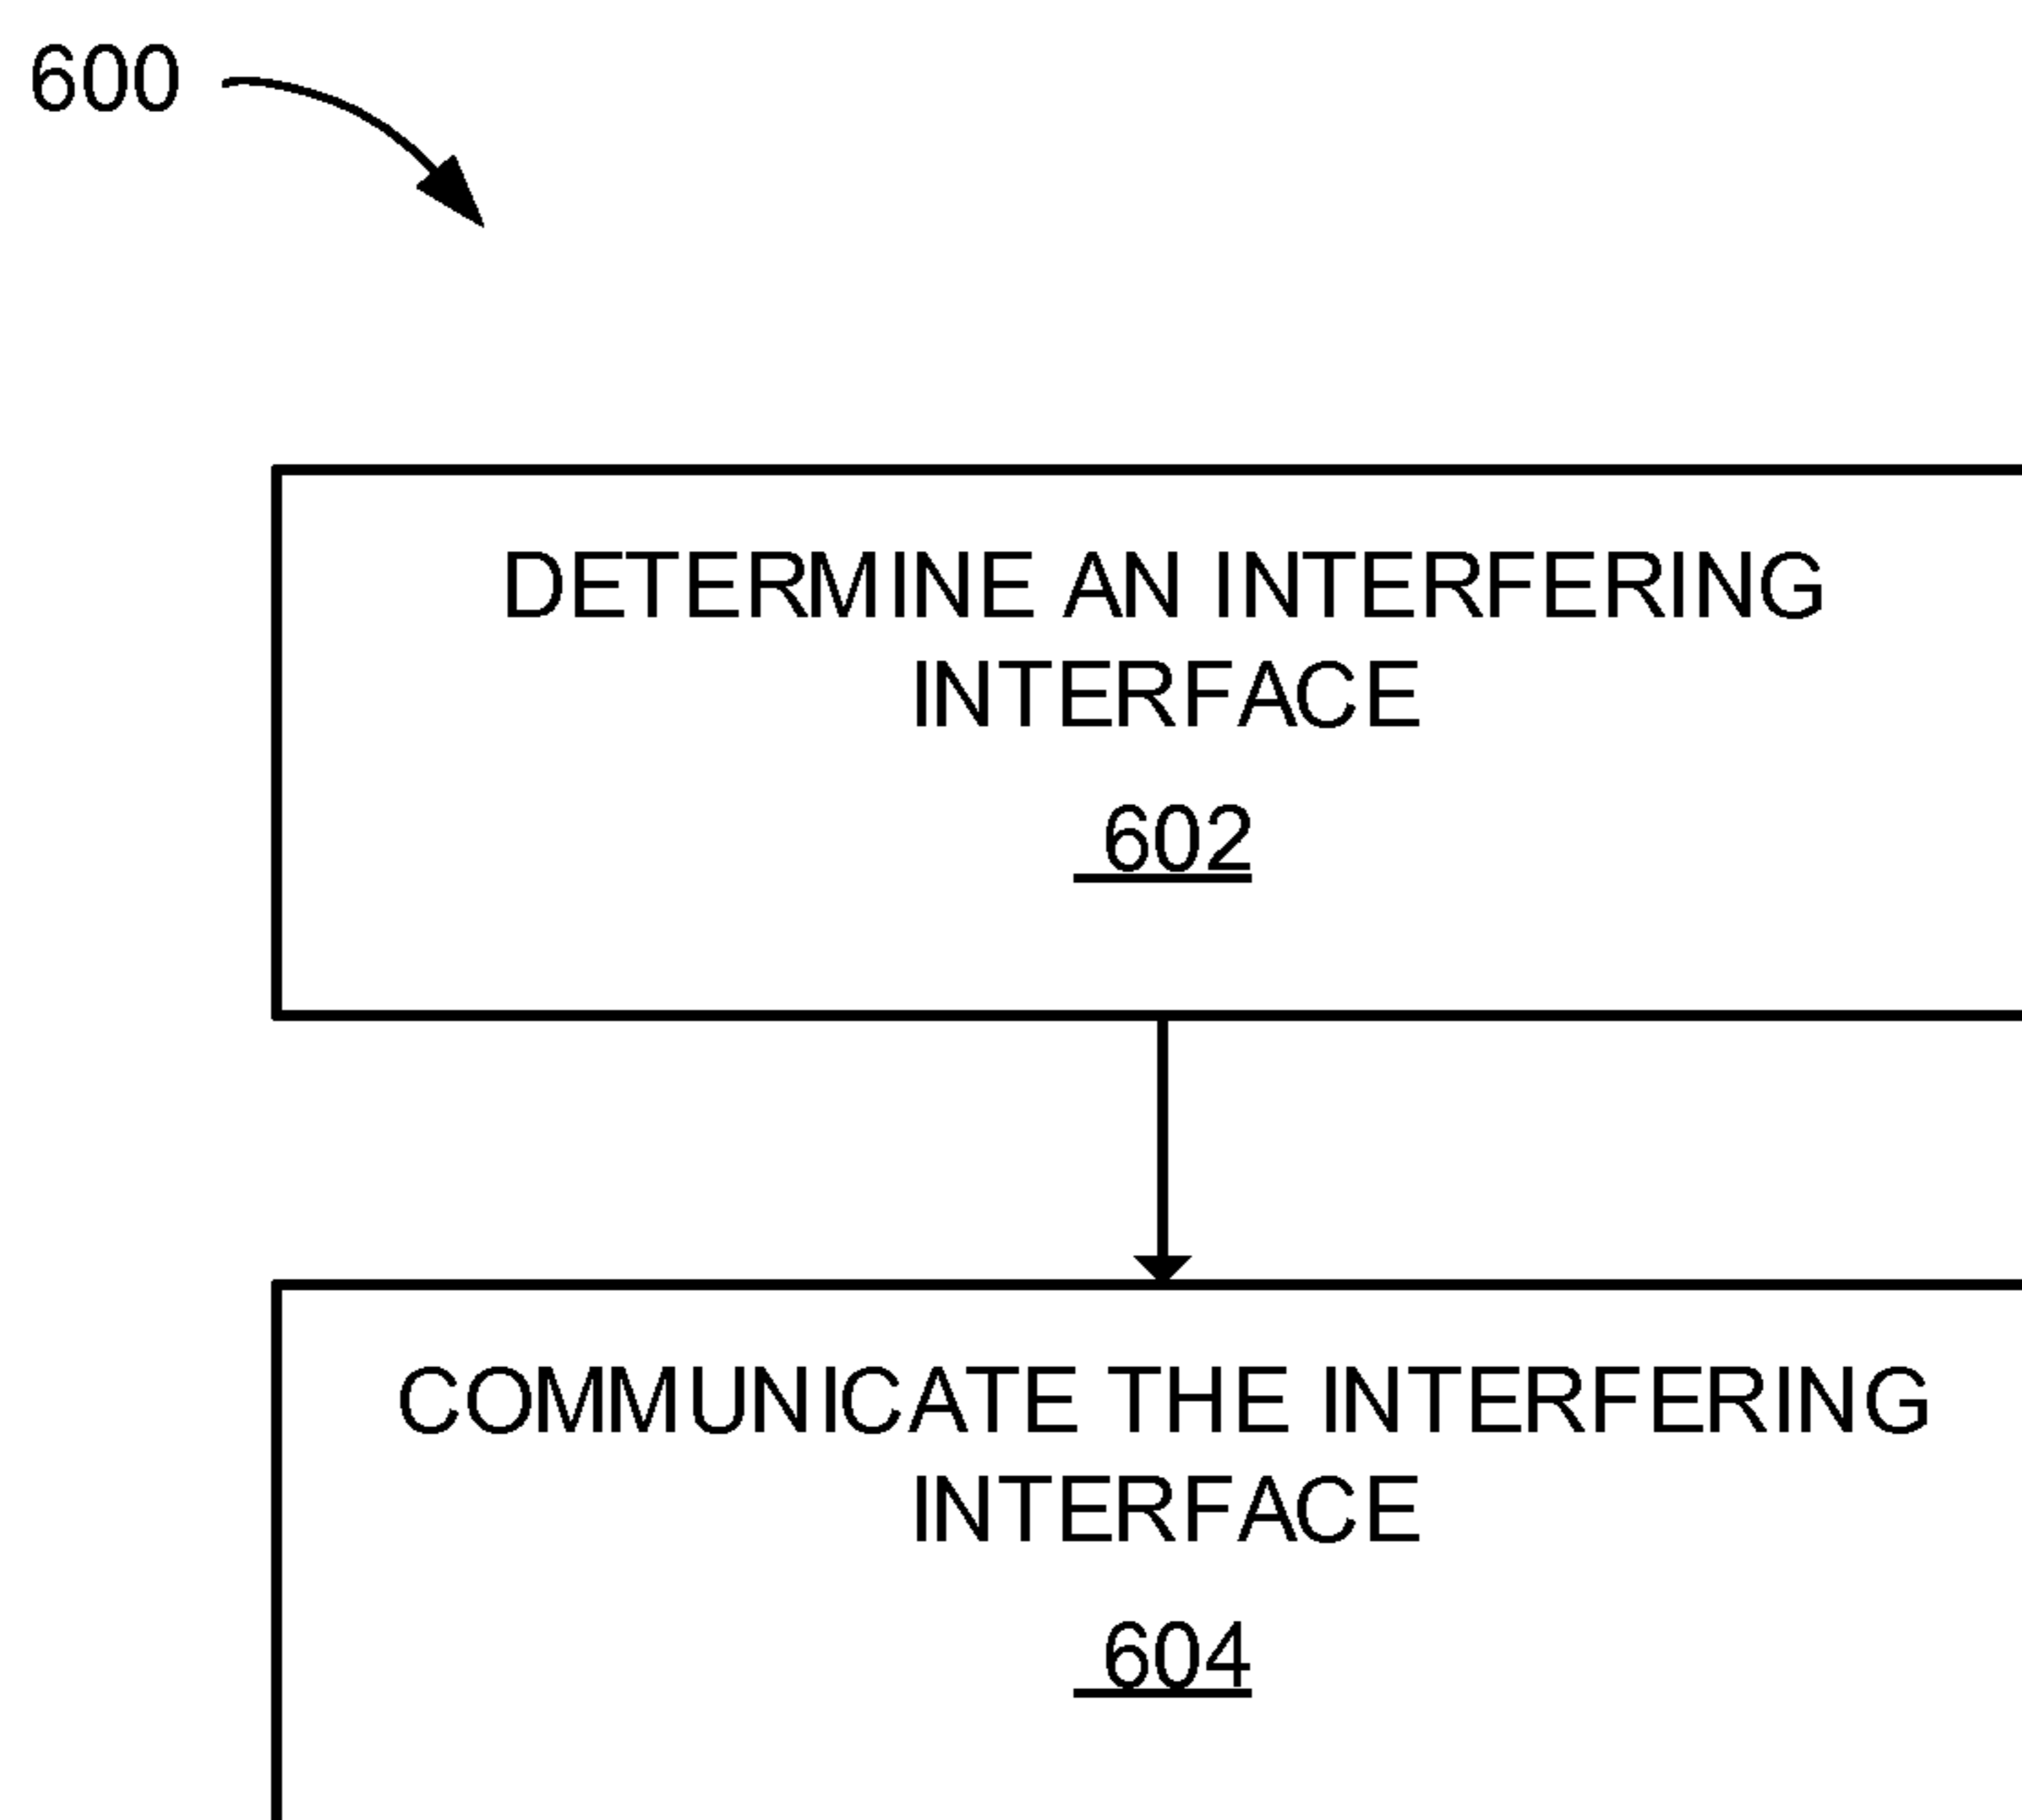 600
DETERMINE AN INTERFERING
INTERFACE
602
COMMUNICATE THE INTERFERING
INTERFACE
604